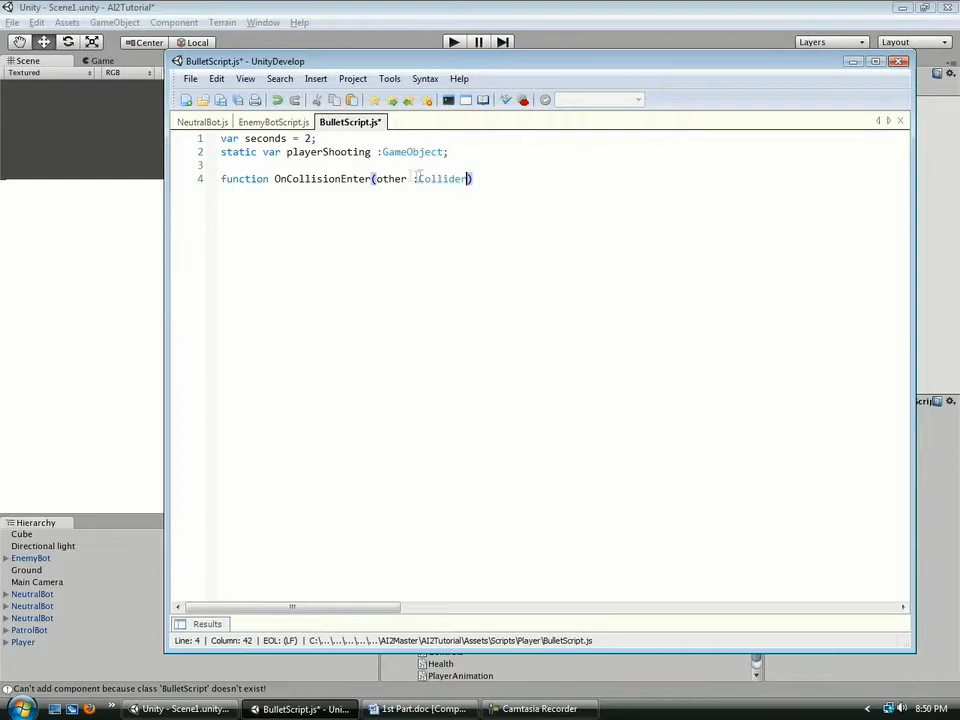 Unity - Scene1.unity - AI2Tutorial*
File Edit Assets GameObject Component Terrain Window Help
Center Local Layers Layout
Scene Game
Textured RGB
BulletScript.js* - UnityDevelop
File Edit View Search Insert Project Tools Syntax Help
NeutralBot.js EnemyBotScript.js BulletScript.js*
1 var seconds = 2;
2 static var playerShooting :GameObject;
3
4 function OnCollisionEnter(other :Collider)
Hierarchy
Cube
Directional light
EnemyBot
Ground
Main Camera
NeutralBot
NeutralBot
NeutralBot
PatrolBot
Player
Results
Line: 4 | Column: 42 | EOL: (LF) | C:\...\...\...\...\...\AI2Master\AI2Tutorial\Assets\Scripts\Player\BulletScript.js
Health
PlayerAnimation
Can't add component because class 'BulletScript' doesn't exist!
Unity - Scene1.unity... BulletScript.js* - Uni... 1st Part.doc [Comp... Camtasia Recorder 8:50 PM